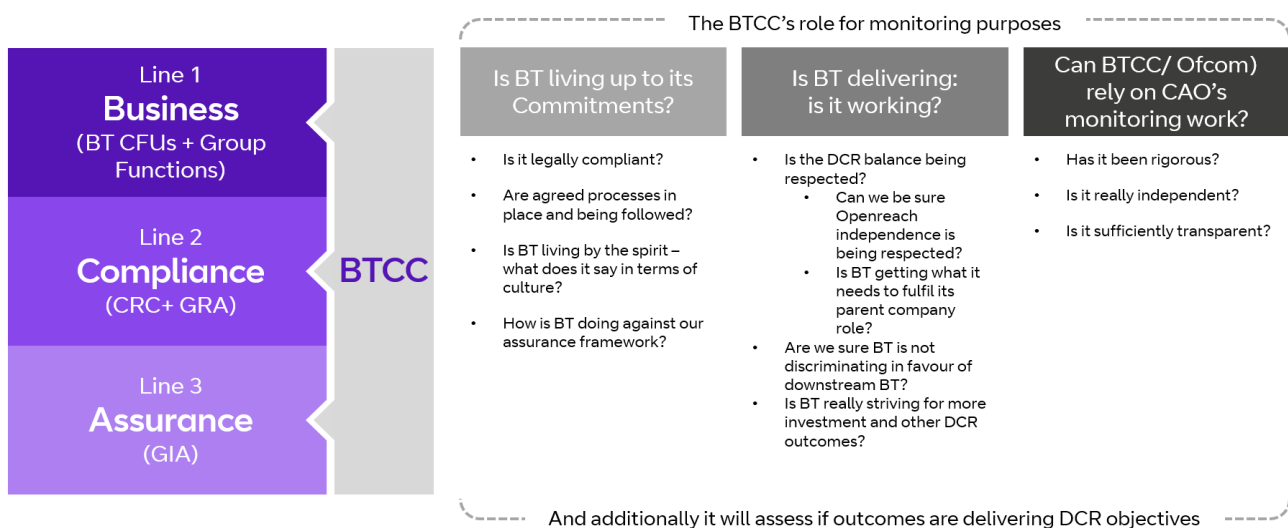 The BTCC's role for monitoring purposes
Line 1
Business
(BT CFUs + Group
Functions)
Line 2
Compliance
(CRC+ GRA)
Line 3
Assurance
(GIA)
BTCC
Is BT living up to its
Commitments?
• Is it legally compliant?
• Are agreed processes in
place and being followed?
• Is BT living by the spirit –
what does it say in terms of
culture?
• How is BT doing against our
assurance framework?
Is BT delivering:
is it working?
• Is the DCR balance being
respected?
• Can we be sure
Openreach
independence is
being respected?
• Is BT getting what it
needs to fulfil its
parent company
role?
• Are we sure BT is not
discriminating in favour of
downstream BT?
• Is BT really striving for more
investment and other DCR
outcomes?
Can BTCC/ Ofcom)
rely on CAO's
monitoring work?
• Has it been rigorous?
• Is it really independent?
• Is it sufficiently transparent?
And additionally it will assess if outcomes are delivering DCR objectives